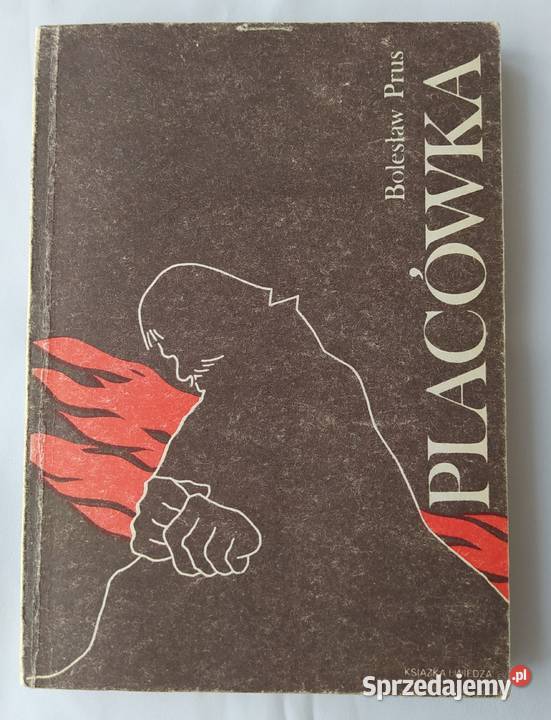 Bolesław Prus
PLACÓWKA
KSIĄŻKA I WIEDZA
Sprzedajemy.pl